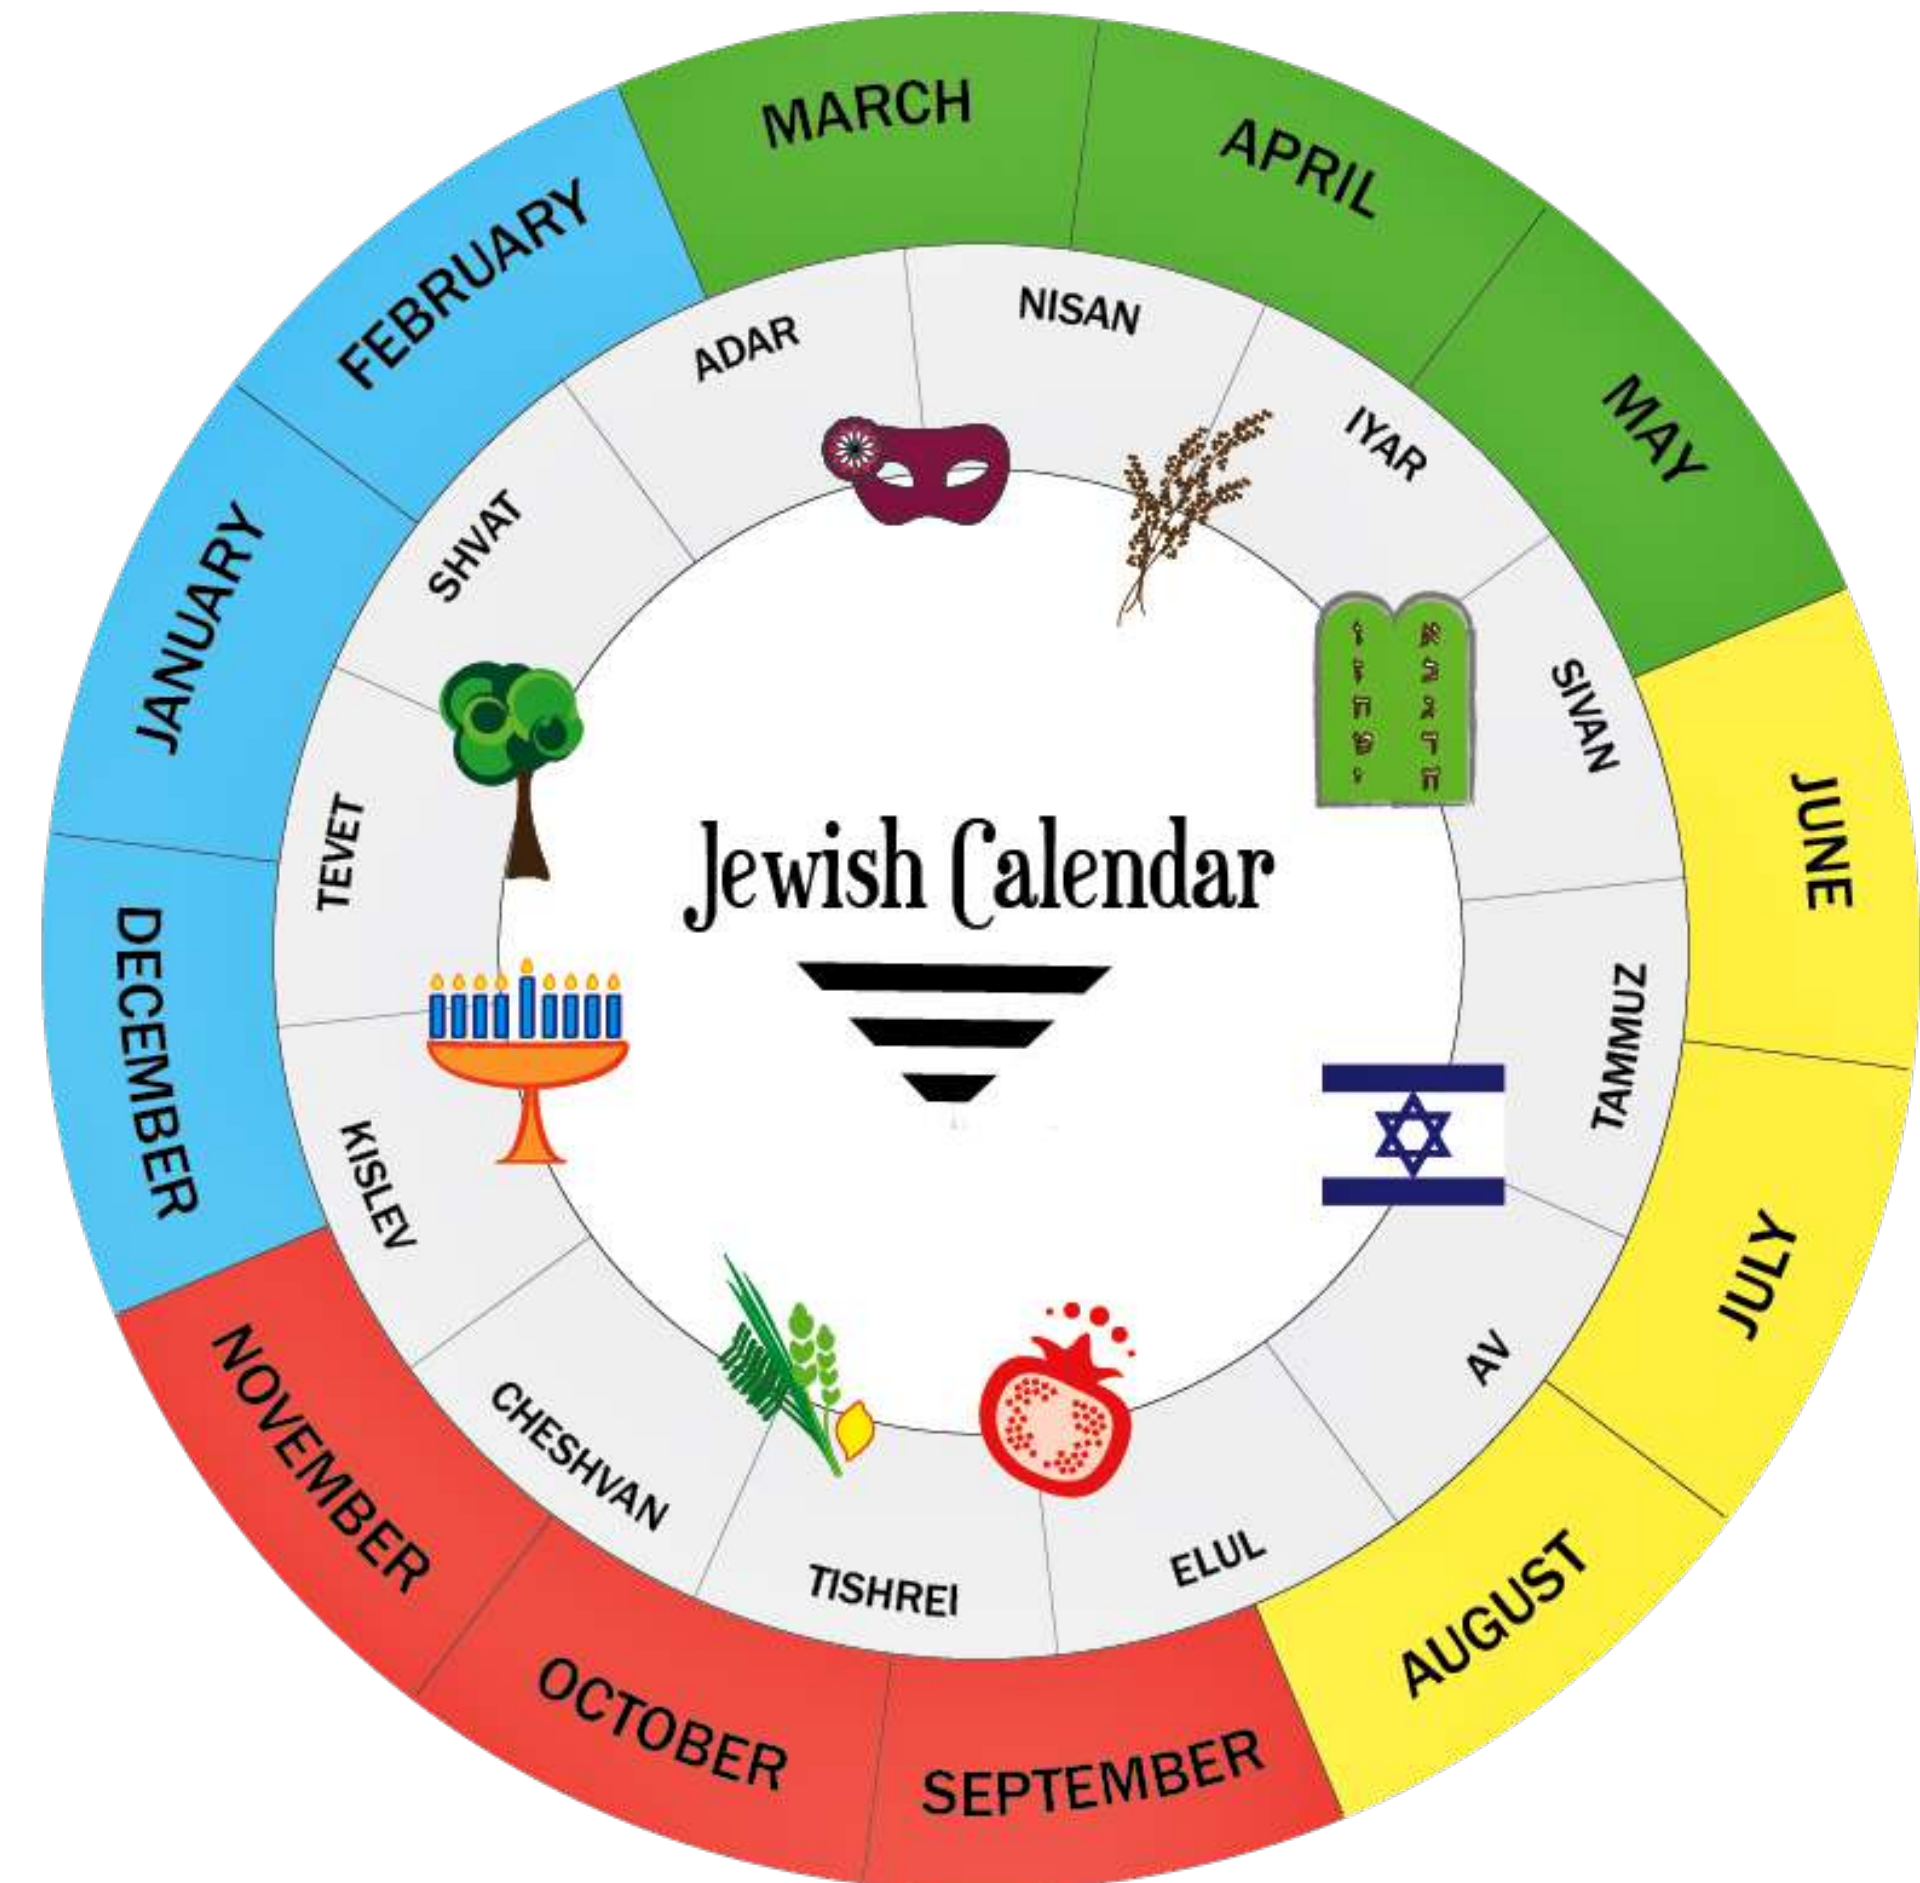 MARCH
APRIL
MAY
JUNE
JULY
AUGUST
SEPTEMBER
OCTOBER
NOVEMBER
DECEMBER
JANUARY
FEBRUARY
NISAN
IYAR
SIVAN
TAMMUZ
AV
ELUL
TISHREI
CHESHVAN
KISLEV
TEVET
SHVAT
ADAR
Jewish Calendar
א
ב
ג
ד
ה
ו
ז
ח
ט
י